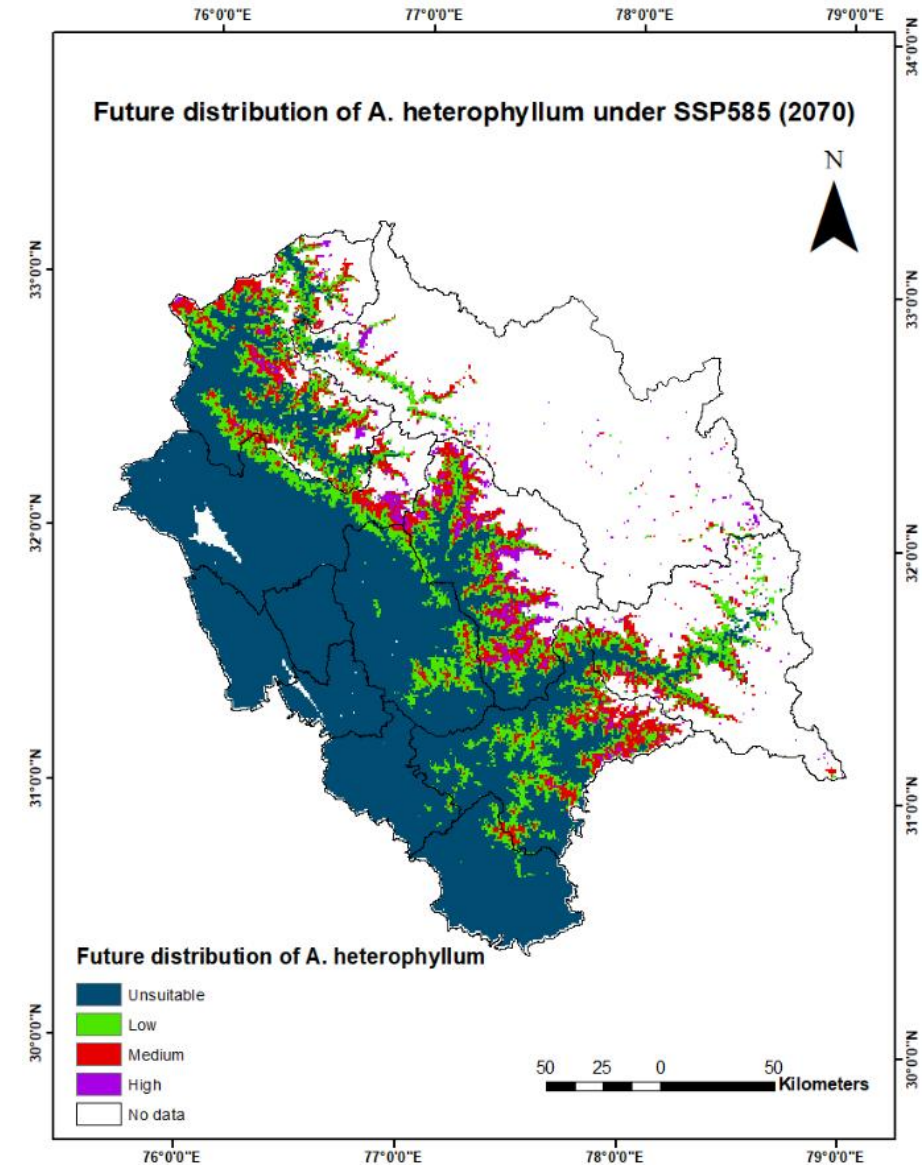 76°0'0"E 77°0'0"E 78°0'0"E 79°0'0"E
34°0'0"N
Future distribution of A. heterophyllum under SSP585 (2070)
N
33°0'0"N 33°0'0"N
32°0'0"N 32°0'0"N
31°0'0"N 31°0'0"N
Future distribution of A. heterophyllum
Unsuitable
Low
Medium
High
No data
30°0'0"N 30°0'0"N
50 25 0 50
Kilometers
76°0'0"E 77°0'0"E 78°0'0"E 79°0'0"E